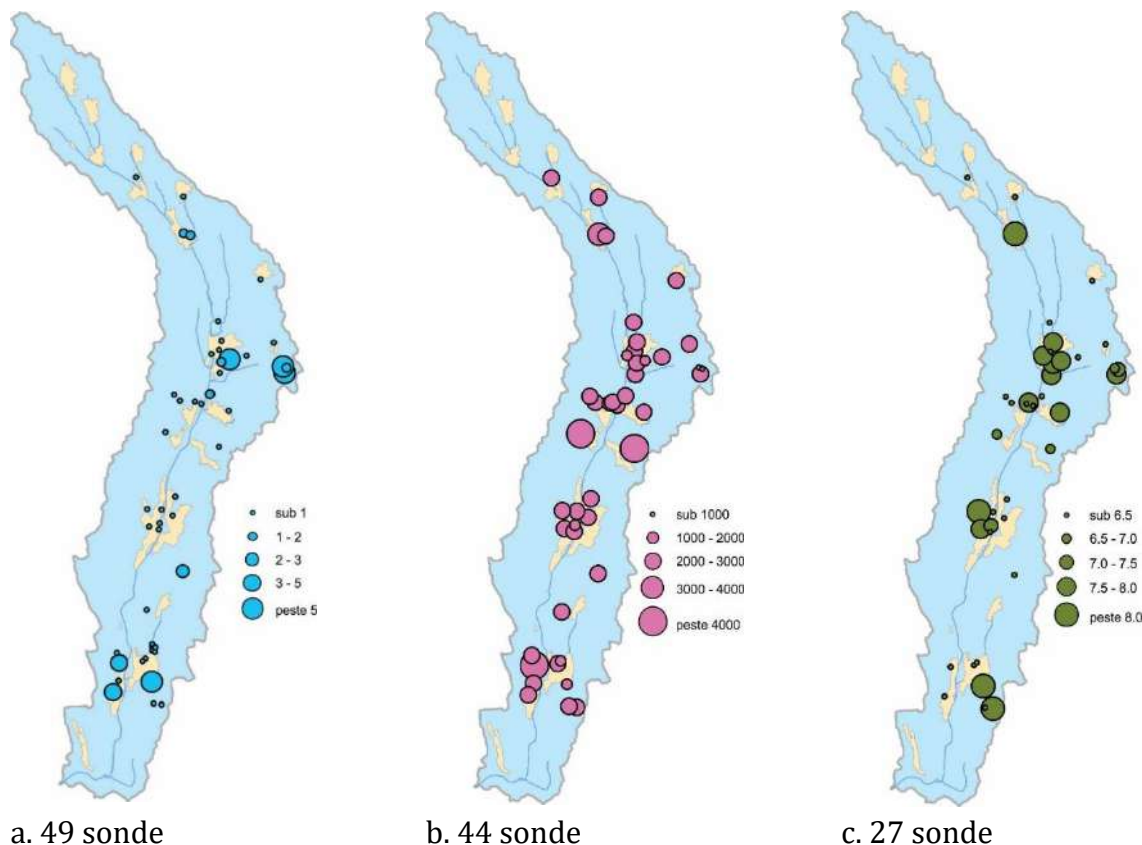 sub 1
1 - 2
2 - 3
3 - 5
peste 5
sub 1000
1000 - 2000
2000 - 3000
3000 - 4000
peste 4000
sub 6.5
6.5 - 7.0
7.0 - 7.5
7.5 - 8.0
peste 8.0
a. 49 sonde
b. 44 sonde
c. 27 sonde